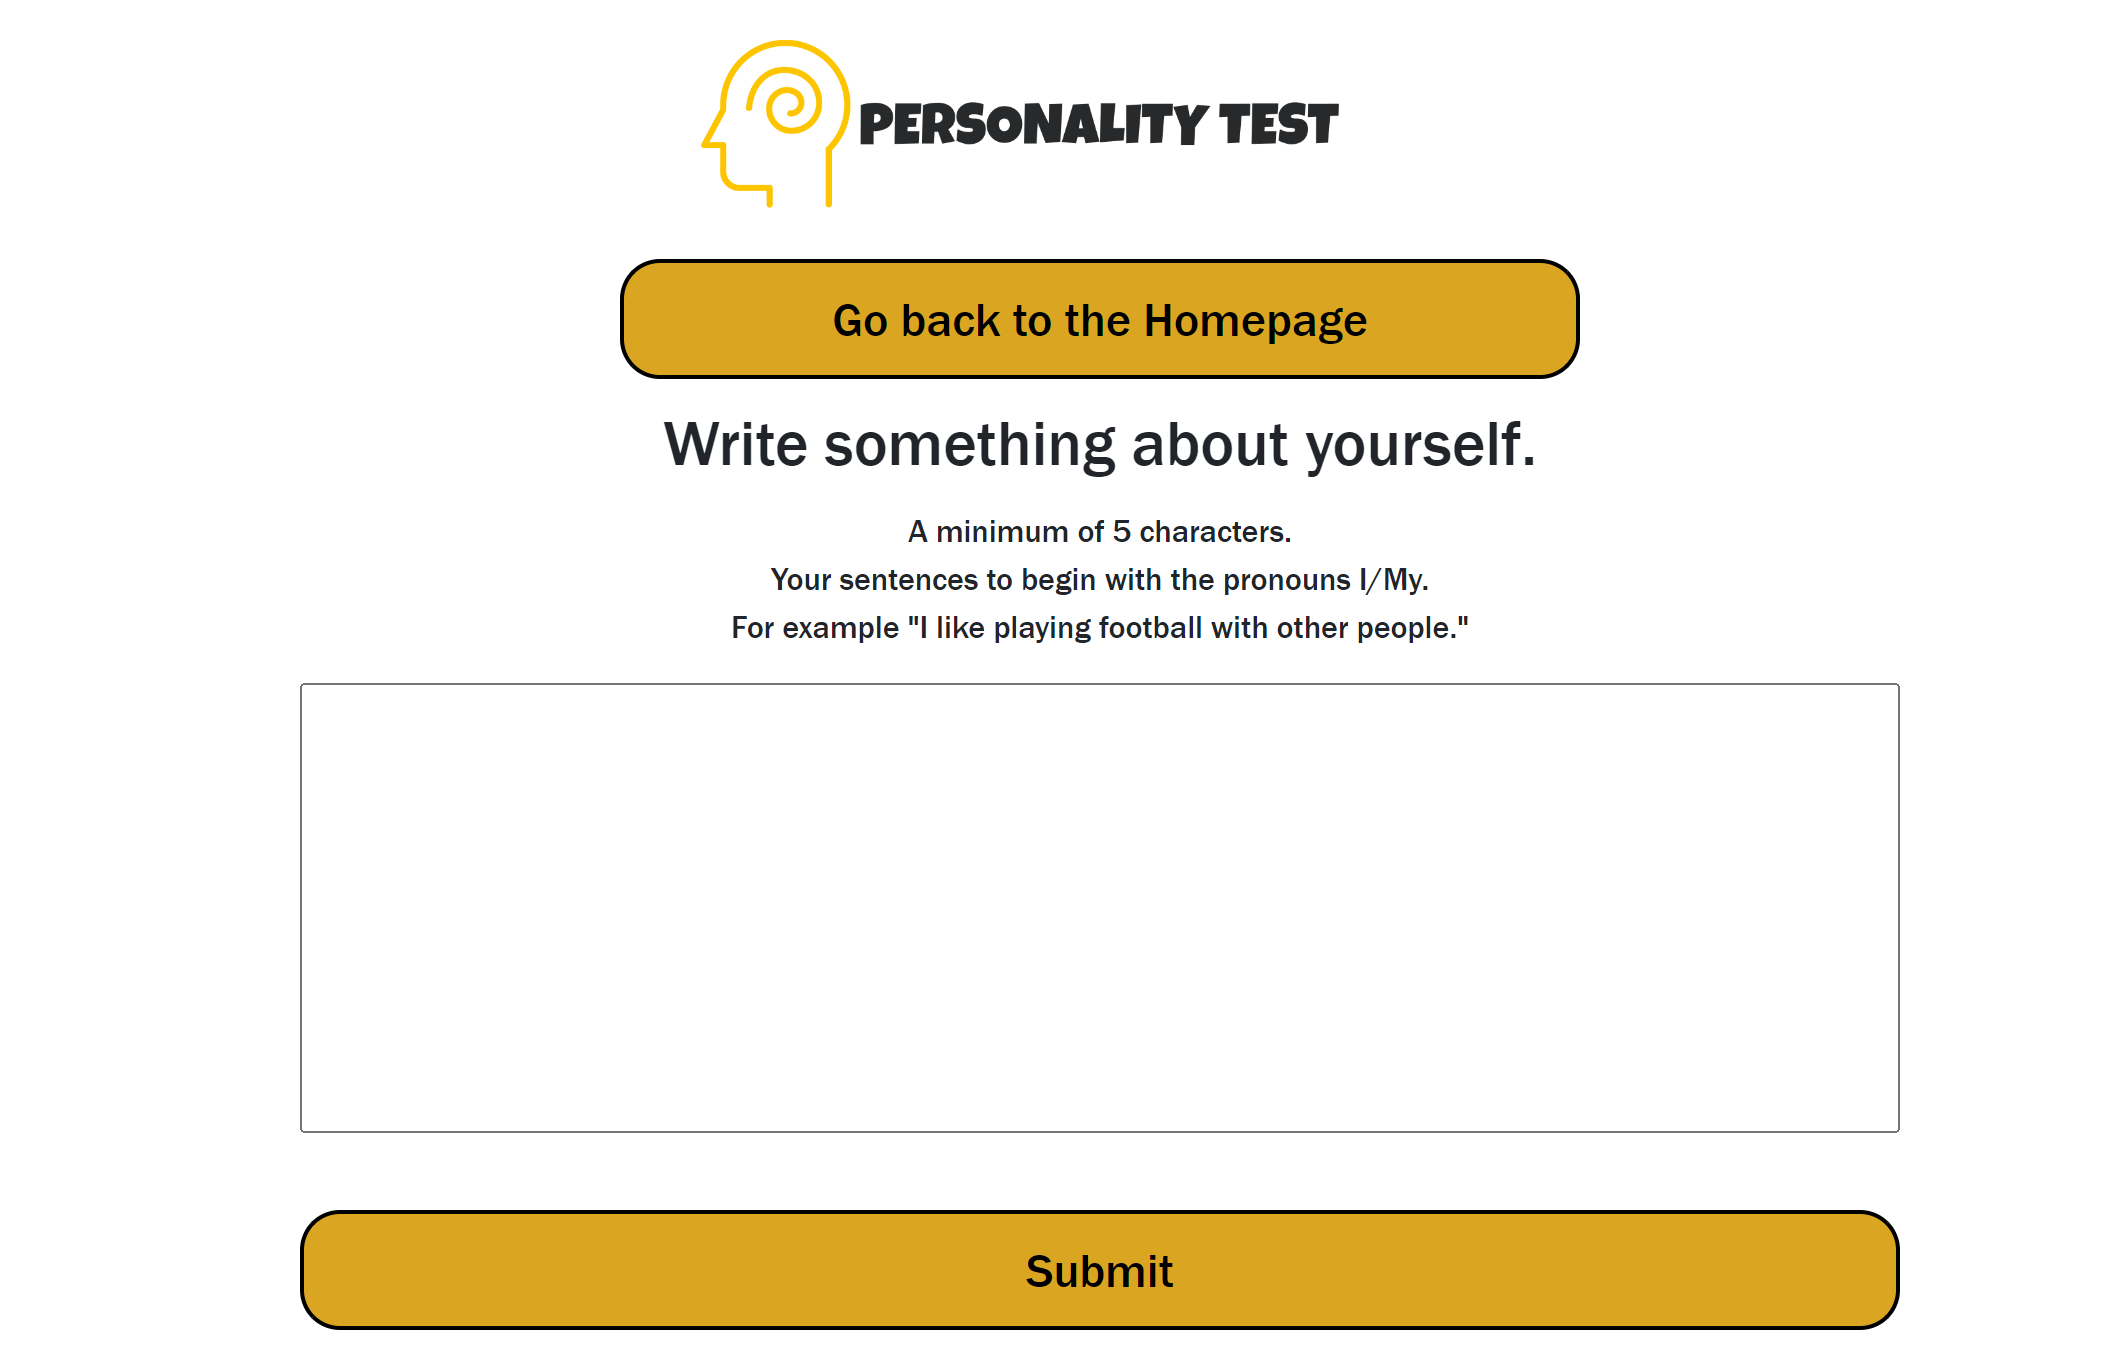 PERSONALITY TEST
Go back to the Homepage
Write something about yourself.
A minimum of 5 characters.
Your sentences to begin with the pronouns I/My.
For example "I like playing football with other people."
Submit